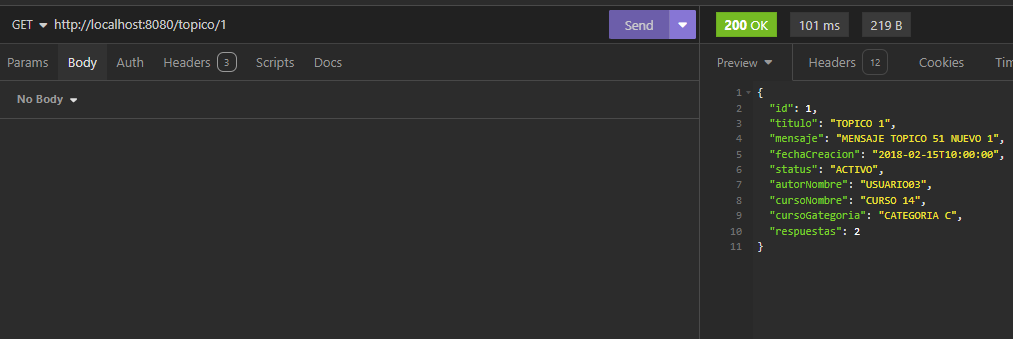 GET http://localhost:8080/topico/1 Send
Params Body Auth Headers 3 Scripts Docs
No Body
200 OK 101 ms 219 B
Preview Headers 12 Cookies Tim
1 {
2 "id": 1,
3 "titulo": "TOPICO 1",
4 "mensaje": "MENSAJE TOPICO 51 NUEVO 1",
5 "fechaCreacion": "2018-02-15T10:00:00",
6 "status": "ACTIVO",
7 "autorNombre": "USUARIO03",
8 "cursoNombre": "CURSO 14",
9 "cursoGategoria": "CATEGORIA C",
10 "respuestas": 2
11 }